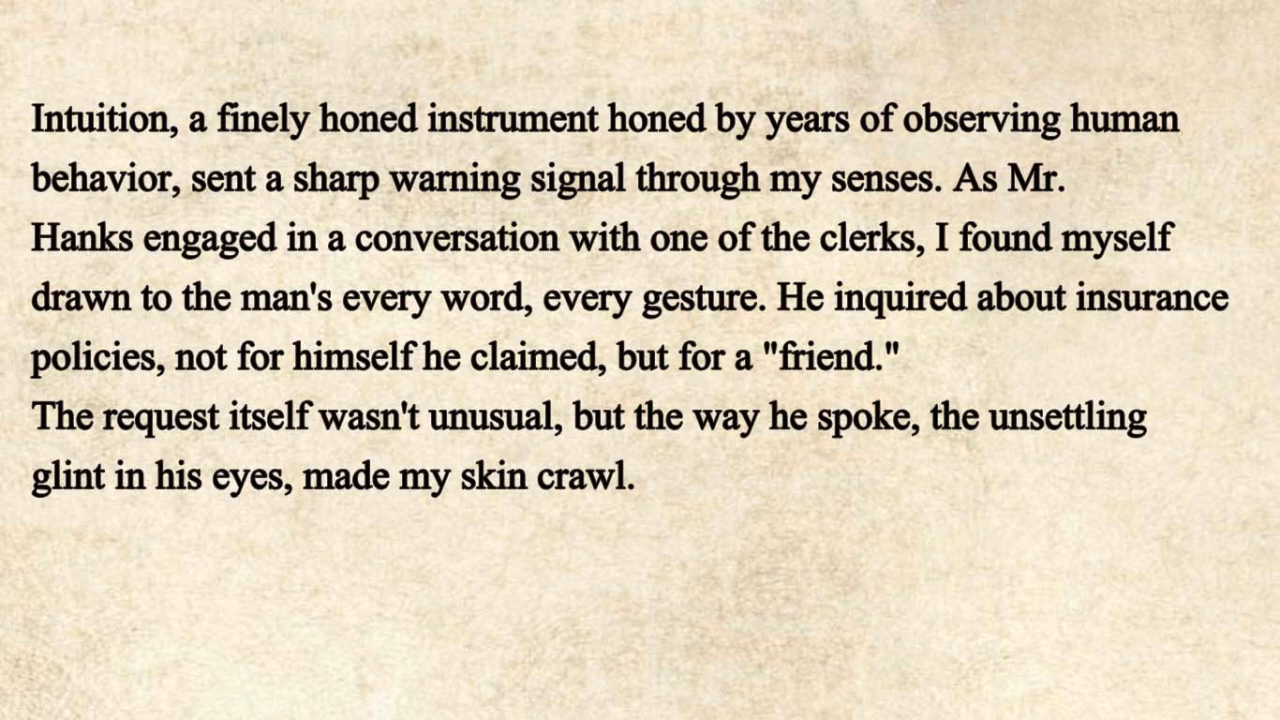 Intuition, a finely honed instrument honed by years of observing human
behavior, sent a sharp warning signal through my senses. As Mr.
Hanks engaged in a conversation with one of the clerks, I found myself
drawn to the man's every word, every gesture. He inquired about insurance
policies, not for himself he claimed, but for a "friend."
The request itself wasn't unusual, but the way he spoke, the unsettling
glint in his eyes, made my skin crawl.